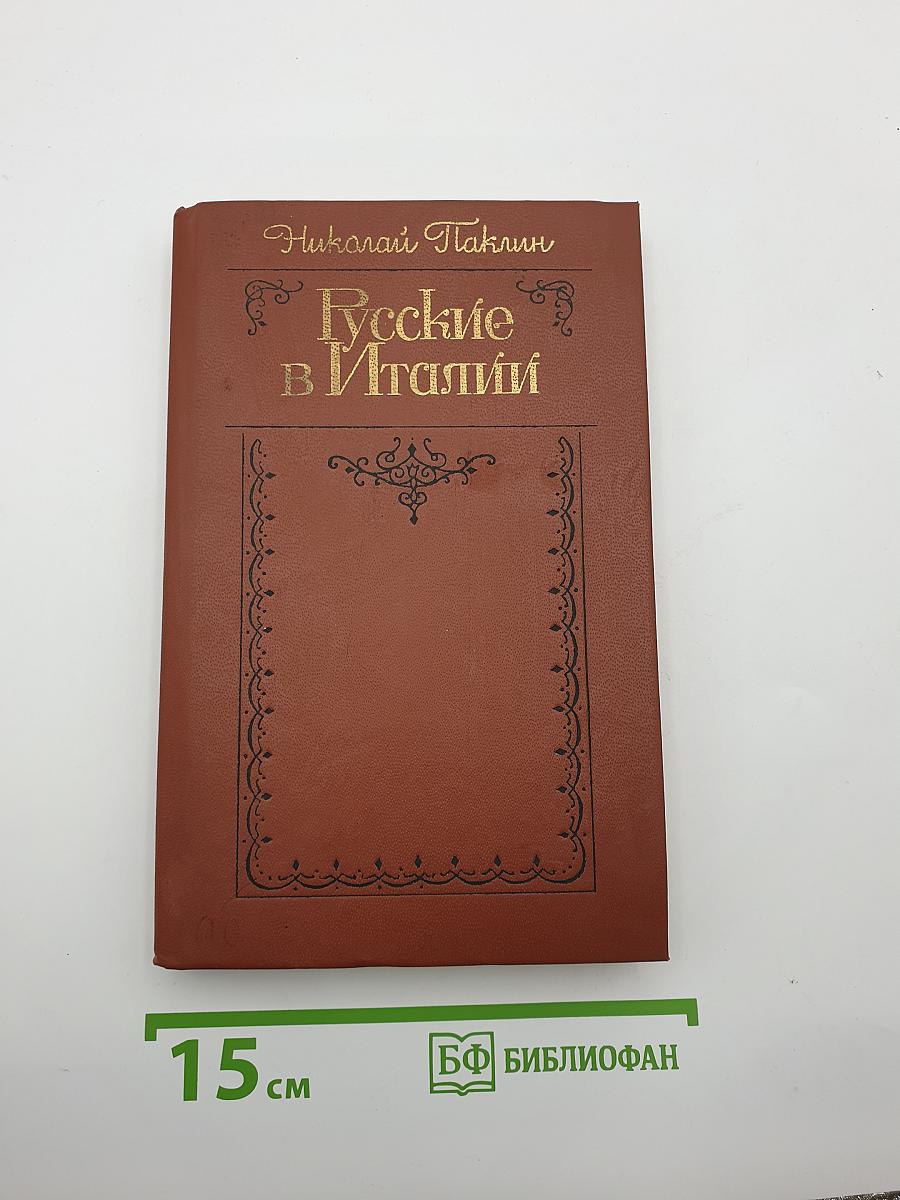 Николай Паклин
Русские
в Италии
15 см
БФ БИБЛИОФАН